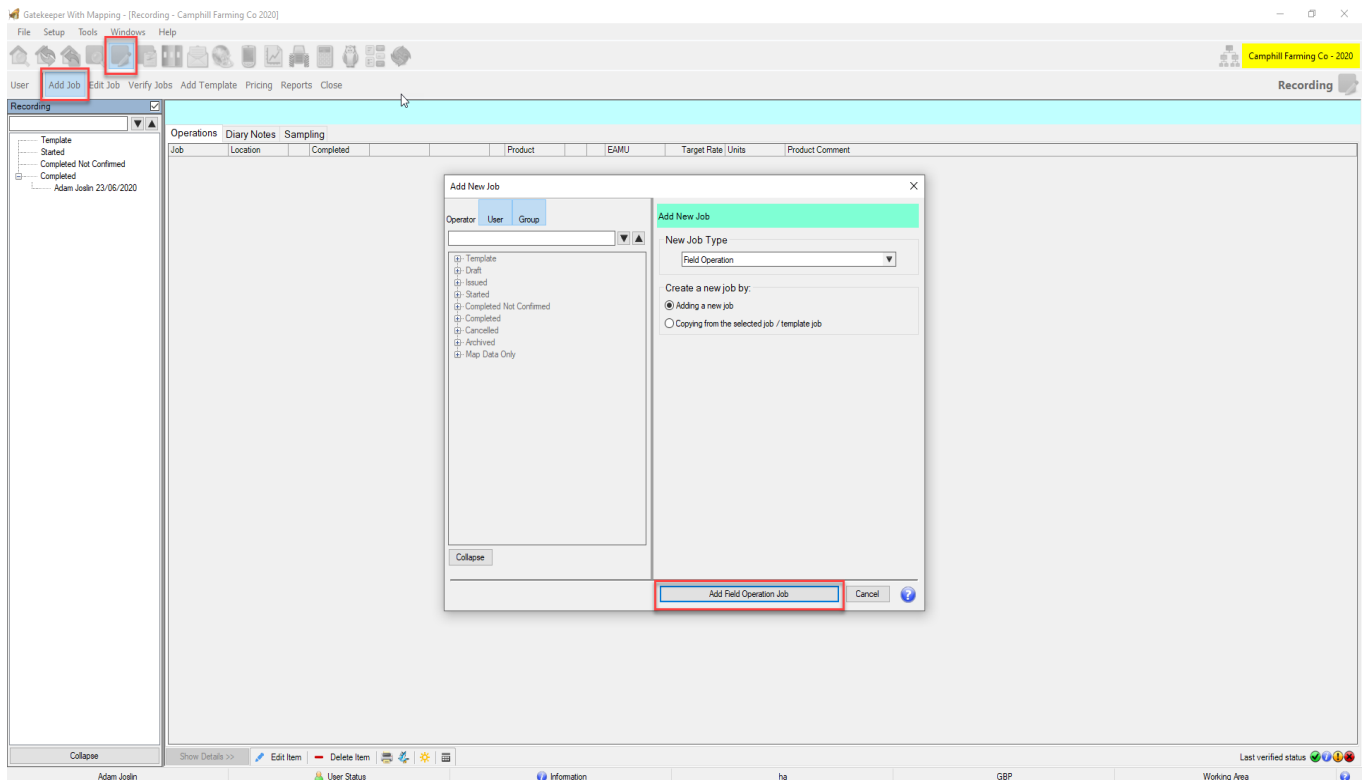 Gatekeeper With Mapping - [Recording - Camphill Farming Co 2020]
File Setup Tools Windows Help
Camphill Farming Co - 2020
User Add Job Edit Job Verify Jobs Add Template Pricing Reports Close
Recording
Recording
Template
Started
Completed Not Confirmed
Completed
Adam Joslin 23/06/2020
Operations Diary Notes Sampling
Job Location Completed Product EAMU Target Rate Units Product Comment
Add New Job
Operator User Group
Template
Draft
Issued
Started
Completed Not Confirmed
Completed
Cancelled
Archived
Map Data Only
Collapse
Add New Job
New Job Type
Field Operation
Create a new job by:
Adding a new job
Copying from the selected job / template job
Add Field Operation Job Cancel
Collapse
Show Details >> Edit Item Delete Item
Last verified status
Adam Joslin User Status Information ha GBP Working Area